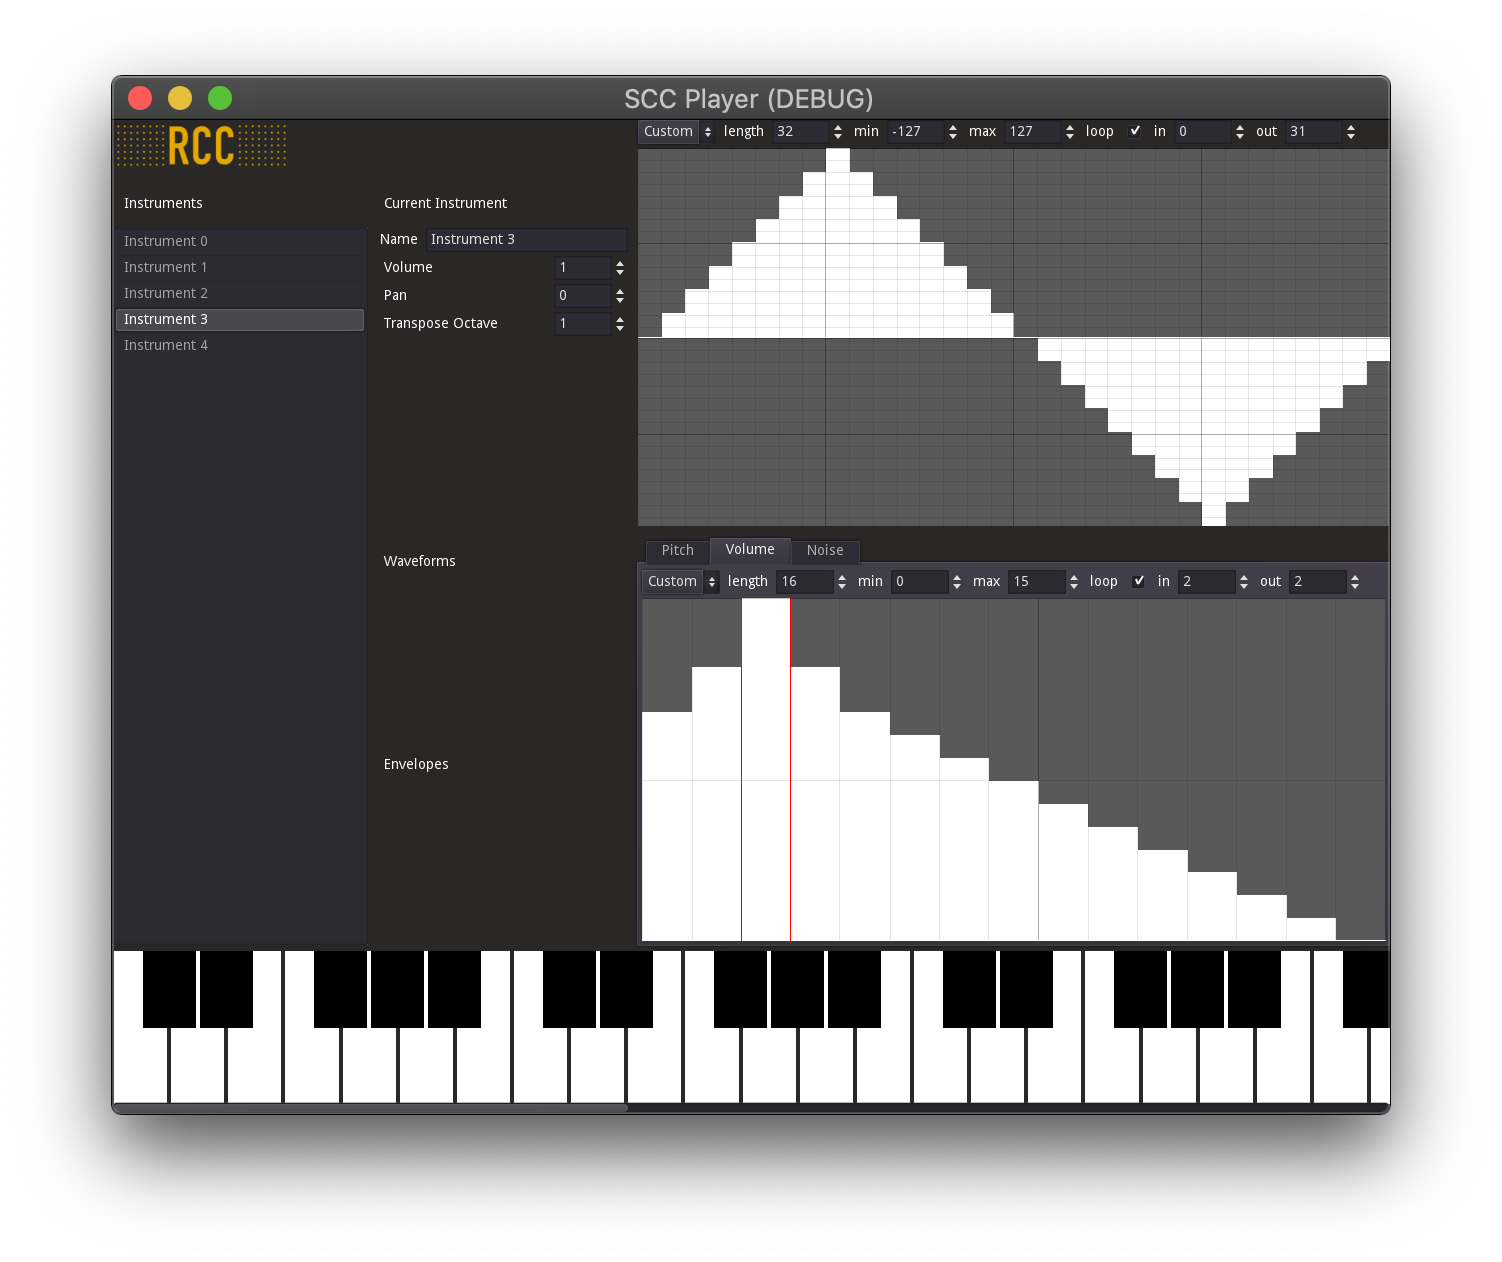 SCC Player (DEBUG)
RCC
Custom length 32 min -127 max 127 loop in 0 out 31
Instruments
Instrument 0
Instrument 1
Instrument 2
Instrument 3
Instrument 4
Current Instrument
Name Instrument 3
Volume 1
Pan 0
Transpose Octave 1
Waveforms
Envelopes
Pitch Volume Noise
Custom length 16 min 0 max 15 loop in 2 out 2